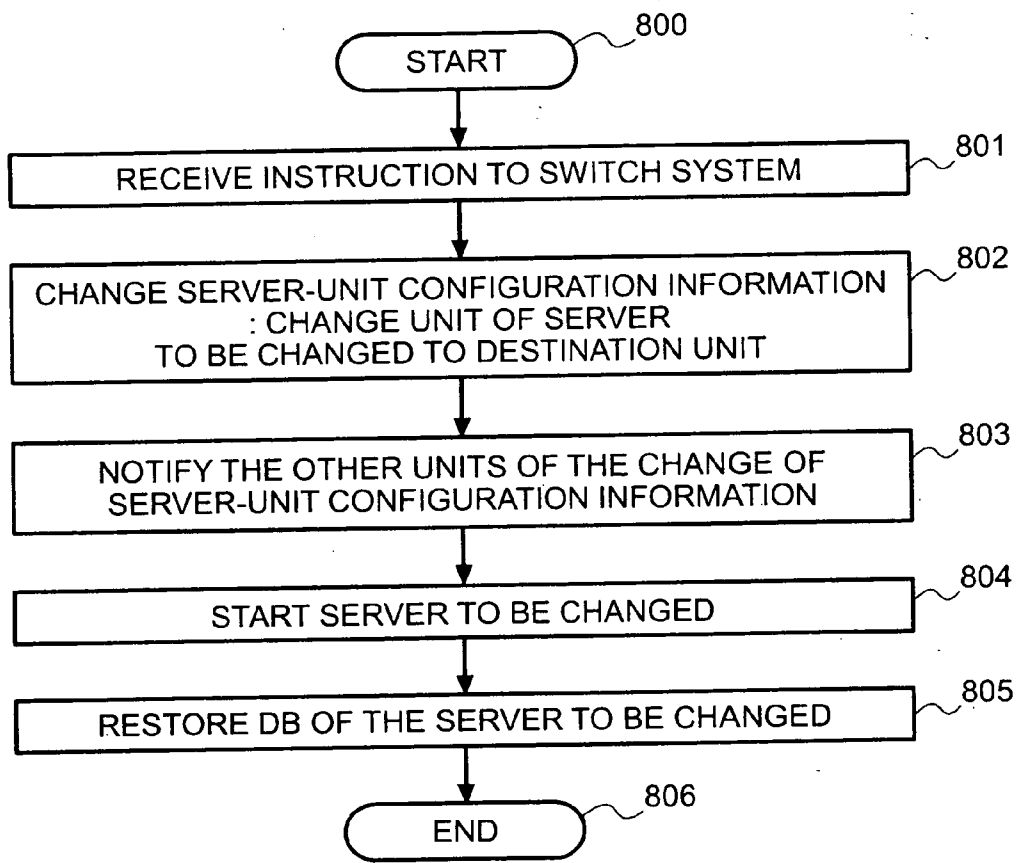 800
START
801
RECEIVE INSTRUCTION TO SWITCH SYSTEM
802
CHANGE SERVER-UNIT CONFIGURATION INFORMATION
: CHANGE UNIT OF SERVER
TO BE CHANGED TO DESTINATION UNIT
803
NOTIFY THE OTHER UNITS OF THE CHANGE OF
SERVER-UNIT CONFIGURATION INFORMATION
804
START SERVER TO BE CHANGED
805
RESTORE DB OF THE SERVER TO BE CHANGED
806
END